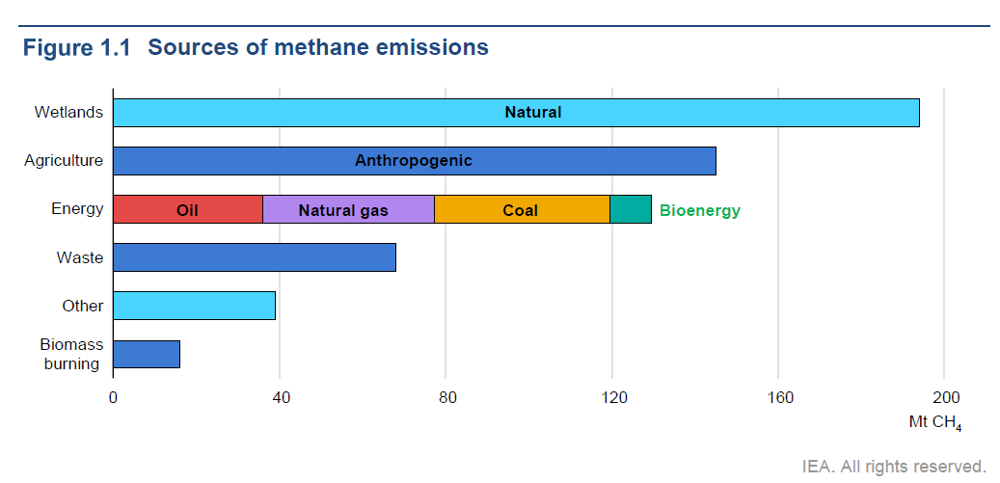 Figure 1.1 Sources of methane emissions
Wetlands
Natural
Agriculture
Anthropogenic
Energy
Oil
Natural gas
Coal
Bioenergy
Waste
Other
Biomass
burning
0 40 80 120 160 200
Mt CH₄
IEA. All rights reserved.